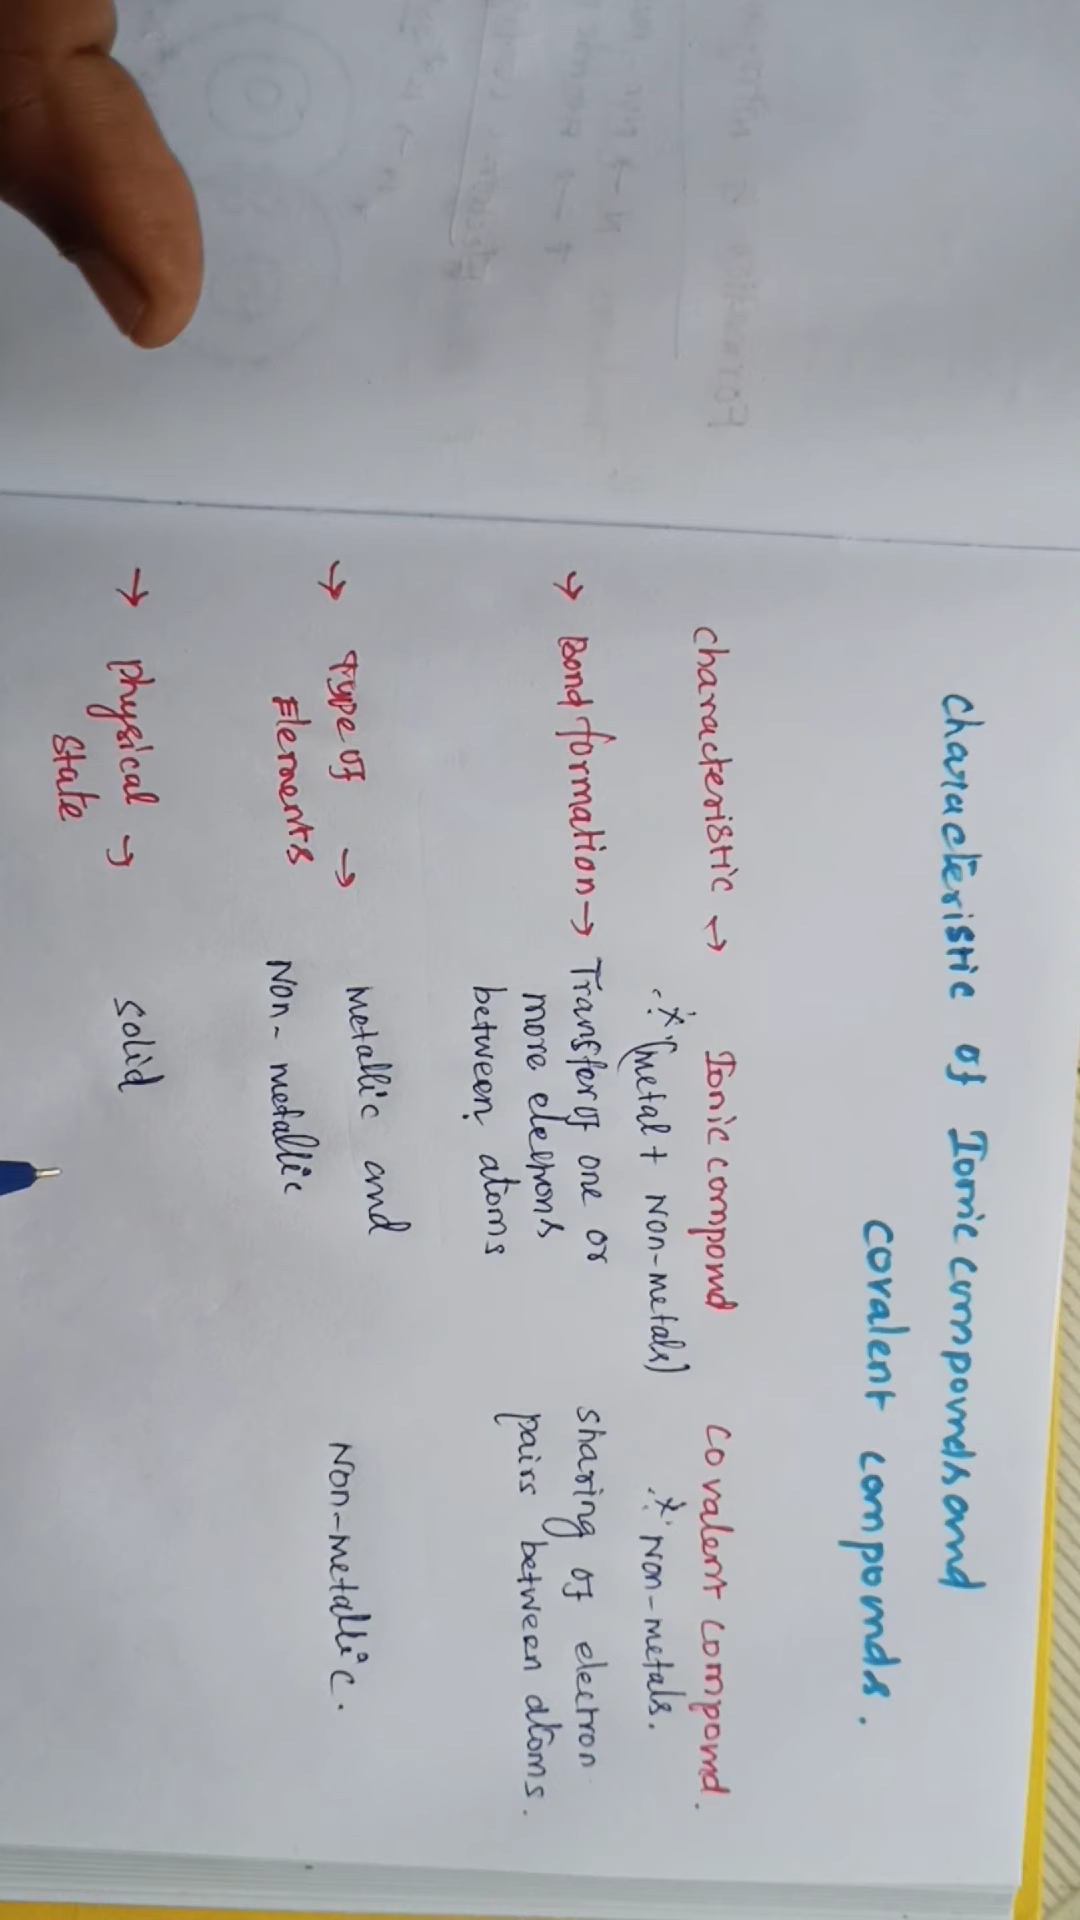 characteristic of Ionic compounds and
covalent compounds.
characteristic → Ionic compound covalent compound.
(metal + Non-metals) Non-metals.
→ Bond formation → Transfer of one or sharing of electron
more electrons pairs between atoms.
between atoms
→ Type of → metallic and Non-metallic.
Elements Non-metallic
→ physical → solid
state